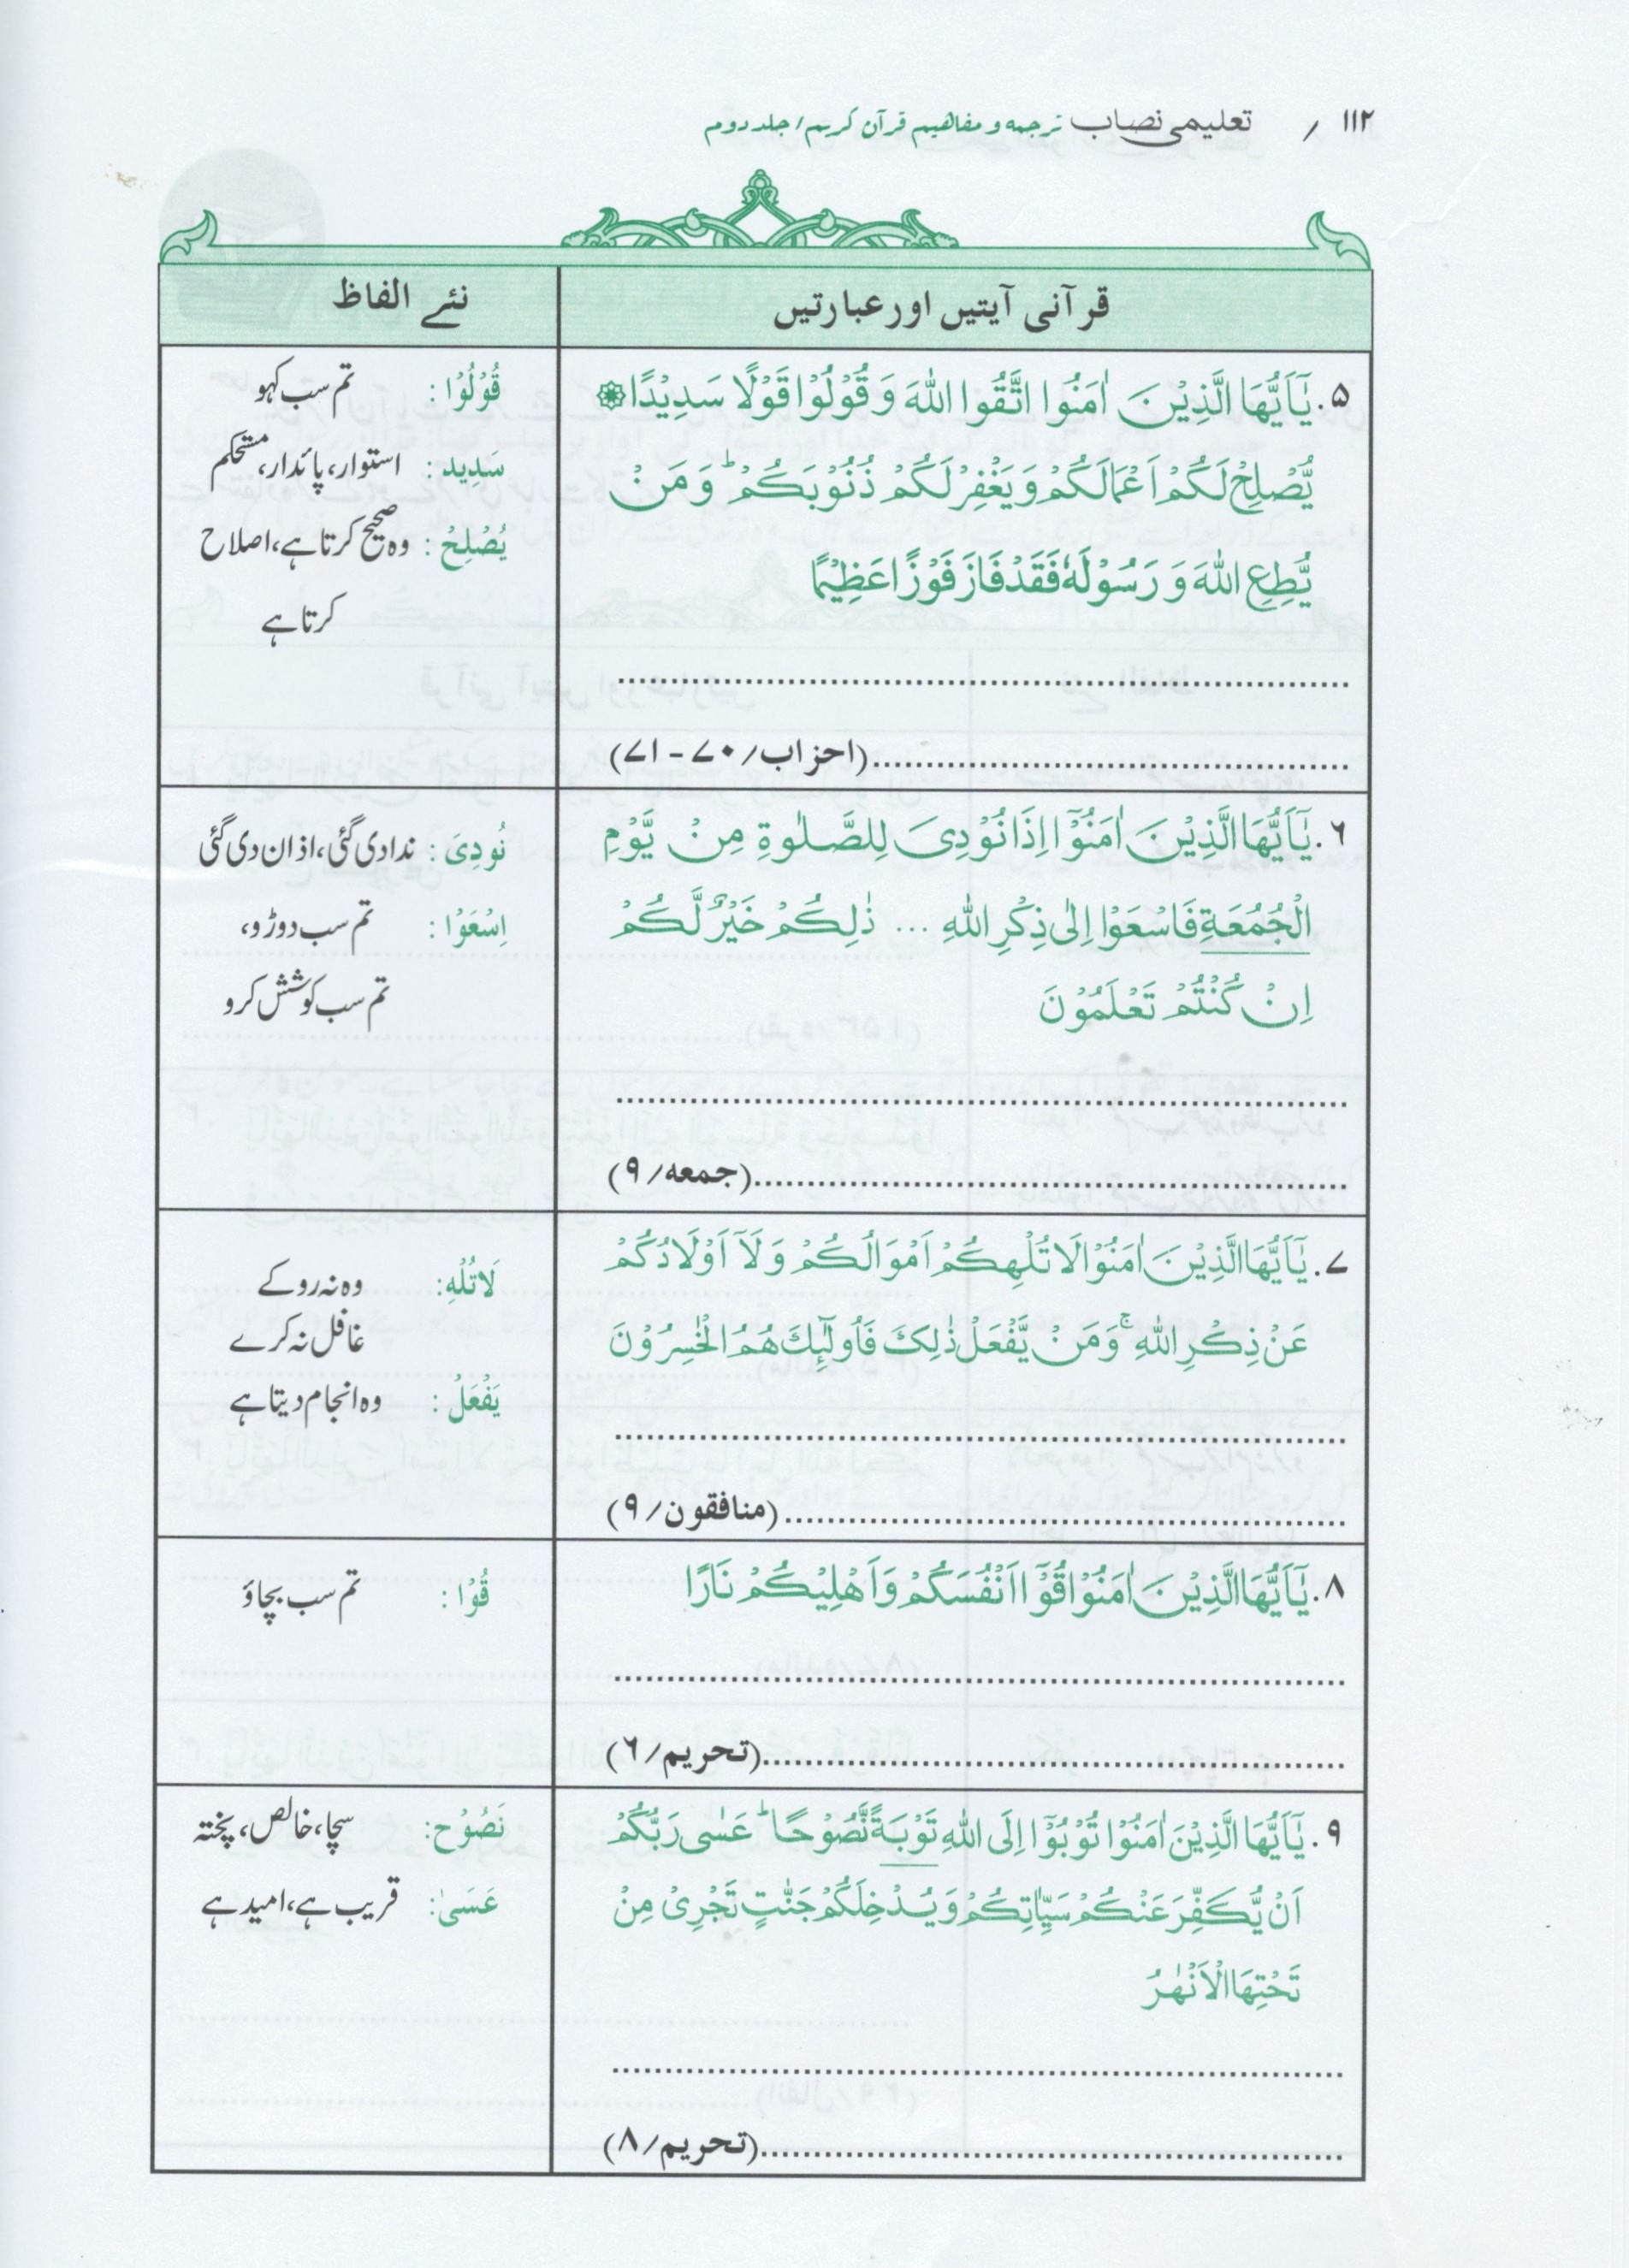 ۱۱۲ / تعلیمی نصاب ترجمہ و مفاهیم قرآن کریم/ جلد دوم
قرآنی آیتیں اور عبارتیں
نئے الفاظ
۵. يٰٓاَيُّهَا الَّذِيْنَ اٰمَنُوا اتَّقُوا اللّٰهَ وَ قُوْلُوْا قَوْلًا سَدِيْدًا ۞
يُّصْلِحْ لَكُمْ اَعْمَالَكُمْ وَ يَغْفِرْ لَكُمْ ذُنُوْبَكُمْ ؕ وَ مَنْ
يُّطِعِ اللّٰهَ وَ رَسُوْلَهٗ فَقَدْ فَازَ فَوْزًا عَظِيْمًا
........................................
........................................(احزاب/۷۰-۷۱)
قُوْلُوْا : تم سب کہو
سَدِيد : استوار، پائدار، مستحکم
يُصْلِحْ : وہ صحیح کرتا ہے، اصلاح
کرتا ہے
۶. يٰٓاَيُّهَا الَّذِيْنَ اٰمَنُوْٓا اِذَا نُوْدِىَ لِلصَّلٰوةِ مِنْ يَّوْمِ
الْجُمُعَةِ فَاسْعَوْا اِلٰى ذِكْرِ اللّٰهِ ... ذٰلِكُمْ خَيْرٌ لَّكُمْ
اِنْ كُنْتُمْ تَعْلَمُوْنَ
........................................
........................................(جمعه/۹)
نُودِىَ : ندا دی گئی، اذان دی گئی
اِسْعَوْا : تم سب دوڑو،
تم سب کوشش کرو
۷. يٰٓاَيُّهَا الَّذِيْنَ اٰمَنُوْا لَا تُلْهِكُمْ اَمْوَالُكُمْ وَ لَآ اَوْلَادُكُمْ
عَنْ ذِكْرِ اللّٰهِ ۚ وَ مَنْ يَّفْعَلْ ذٰلِكَ فَاُولٰٓئِكَ هُمُ الْخٰسِرُوْنَ
........................................
........................................(منافقون/۹)
لَا تُلْهِ: وہ نہ روکے
غافل نہ کرے
يَفْعَلْ : وہ انجام دیتا ہے
۸. يٰٓاَيُّهَا الَّذِيْنَ اٰمَنُوْا قُوْٓا اَنْفُسَكُمْ وَ اَهْلِيْكُمْ نَارًا
........................................
........................................(تحریم/۶)
قُوْا : تم سب بچاؤ
۹. يٰٓاَيُّهَا الَّذِيْنَ اٰمَنُوْا تُوْبُوْٓا اِلَى اللّٰهِ تَوْبَةً نَّصُوْحًا ؕ عَسٰى رَبُّكُمْ
اَنْ يُّكَفِّرَ عَنْكُمْ سَيِّاٰتِكُمْ وَ يُدْخِلَكُمْ جَنّٰتٍ تَجْرِىْ مِنْ
تَحْتِهَا الْاَنْهٰرُ
........................................
........................................(تحریم/۸)
نَصُوْح: سچا، خالص، پختہ
عَسَىٰ: قریب ہے، امید ہے